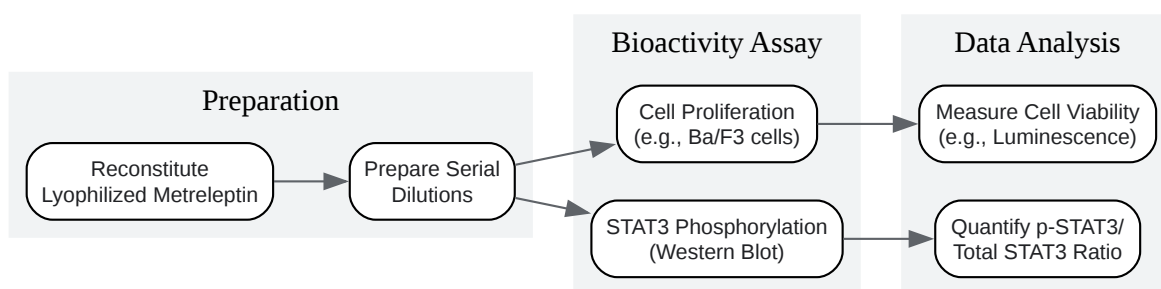 Preparation
Reconstitute
Lyophilized Metreleptin
Prepare Serial
Dilutions
Bioactivity Assay
Cell Proliferation
(e.g., Ba/F3 cells)
STAT3 Phosphorylation
(Western Blot)
Data Analysis
Measure Cell Viability
(e.g., Luminescence)
Quantify p-STAT3/
Total STAT3 Ratio